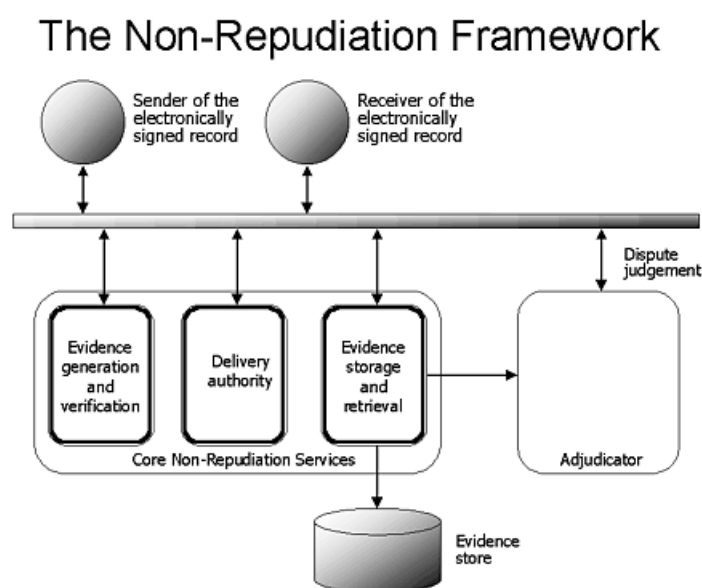 The Non-Repudiation Framework
Sender of the
electronically
signed record
Receiver of the
electronically
signed record
Dispute
judgement
Evidence
generation
and
verification
Delivery
authority
Evidence
storage
and
retrieval
Core Non-Repudiation Services
Adjudicator
Evidence
store